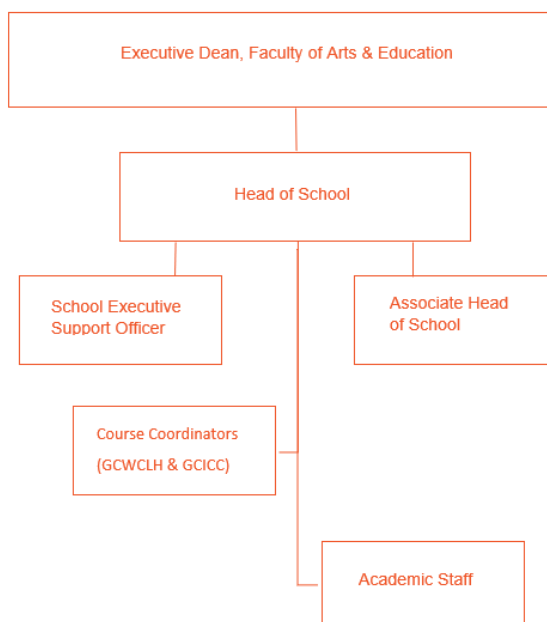 Executive Dean, Faculty of Arts & Education
Head of School
School Executive
Support Officer
Associate Head
of School
Course Coordinators
(GCWCLH & GCICC)
Academic Staff